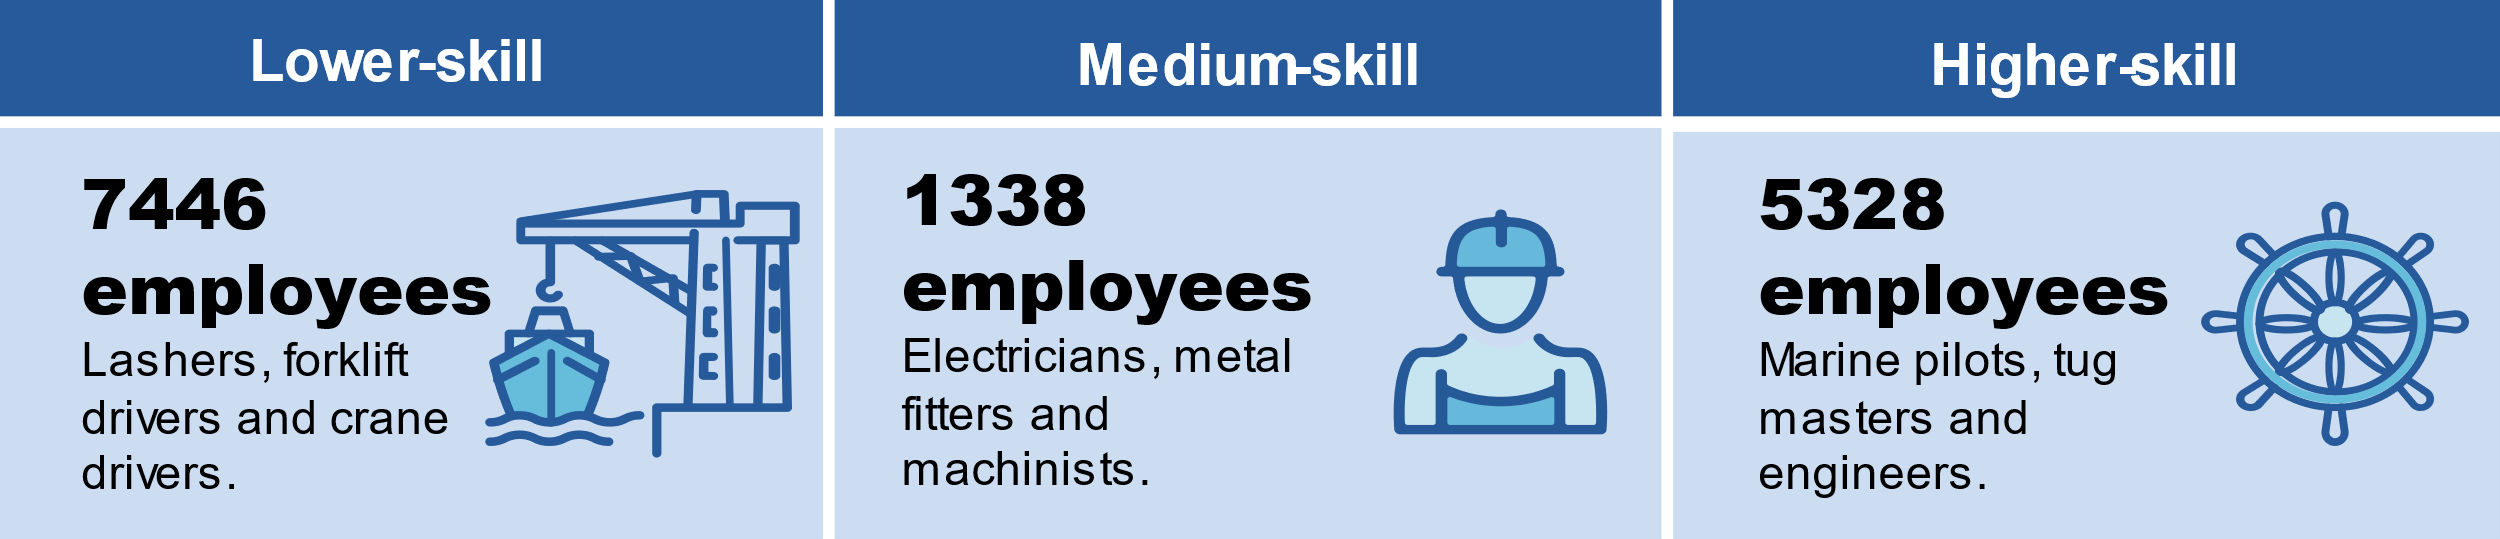 Lower-skill
Medium-skill
Higher-skill
7446
employees
Lashers, forklift
drivers and crane
drivers.
1338
employees
Electricians, metal
fitters and
machinists.
5328
employees
Marine pilots, tug
masters and
engineers.